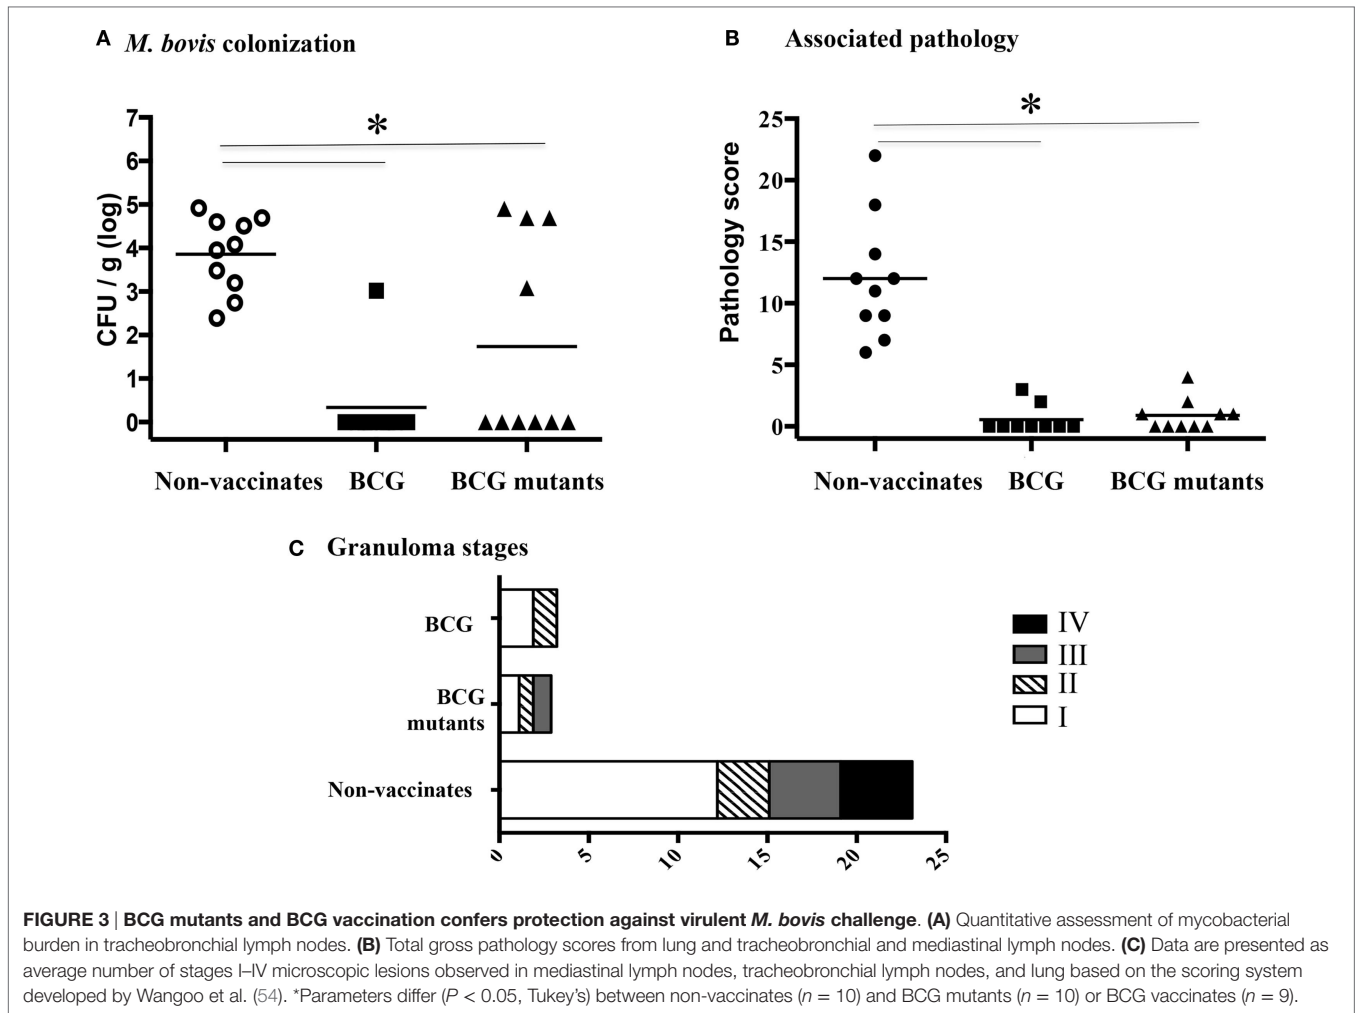 A M. bovis colonization
7
6
5
4
3
2
1
0
CFU / g (log)
*
Non-vaccinates BCG BCG mutants
B Associated pathology
25
20
15
10
5
0
Pathology score
*
Non-vaccinates BCG BCG mutants
C Granuloma stages
BCG
BCG
mutants
Non-vaccinates
0 5 10 15 20 25
IV
III
II
I
FIGURE 3 | BCG mutants and BCG vaccination confers protection against virulent M. bovis challenge. (A) Quantitative assessment of mycobacterial
burden in tracheobronchial lymph nodes. (B) Total gross pathology scores from lung and tracheobronchial and mediastinal lymph nodes. (C) Data are presented as
average number of stages I–IV microscopic lesions observed in mediastinal lymph nodes, tracheobronchial lymph nodes, and lung based on the scoring system
developed by Wangoo et al. (54). *Parameters differ (P < 0.05, Tukey's) between non-vaccinates (n = 10) and BCG mutants (n = 10) or BCG vaccinates (n = 9).